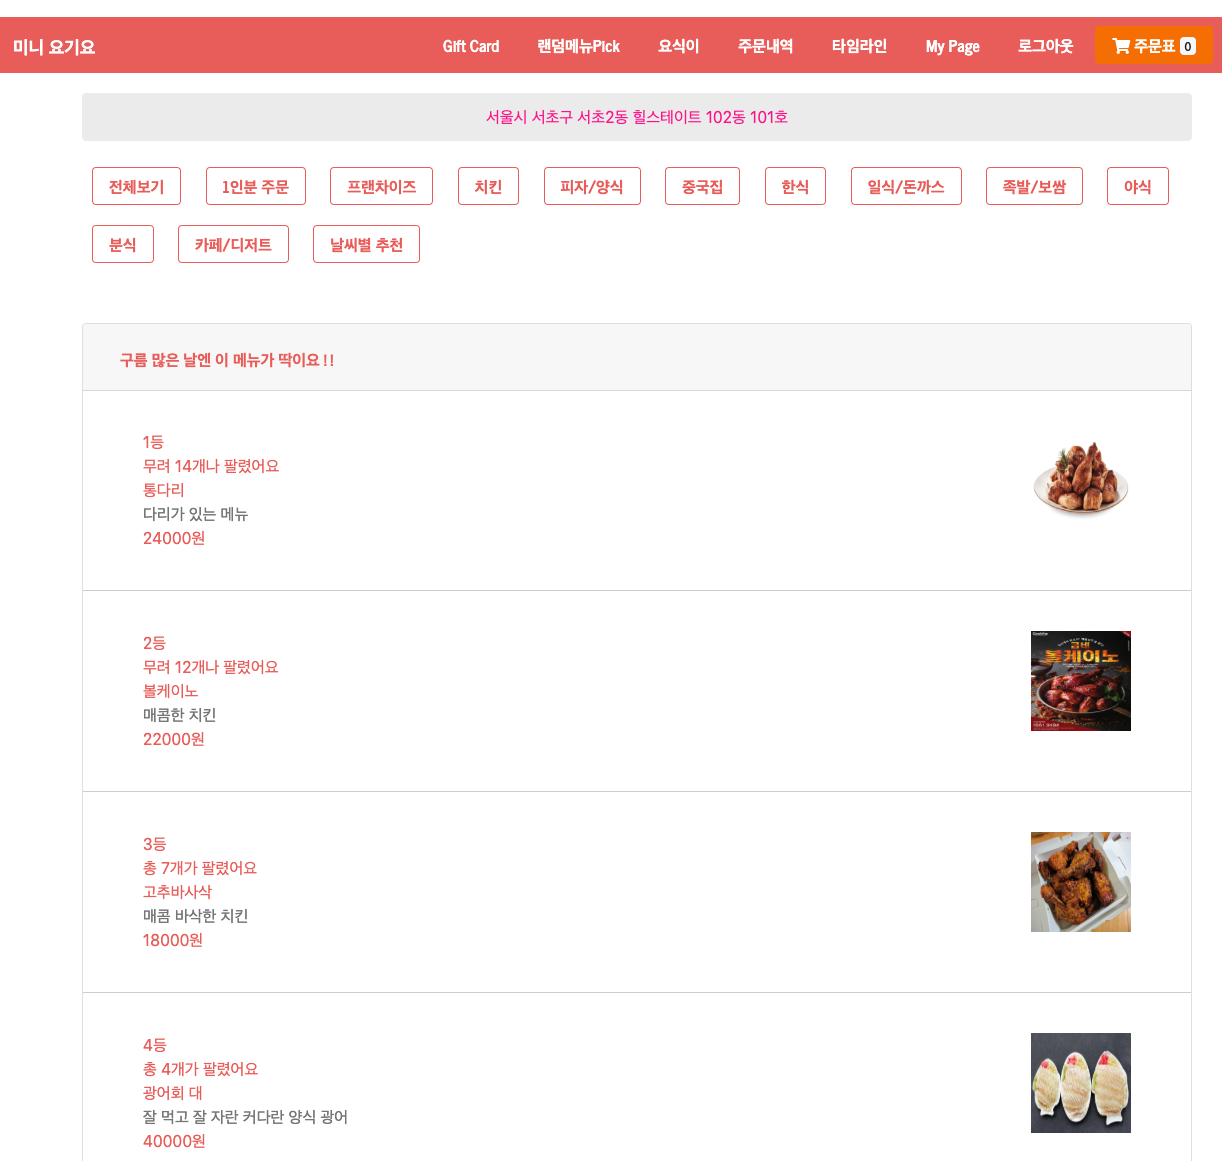 미니 요기요
Gift Card 랜덤메뉴Pick 요식이 주문내역 타임라인 My Page 로그아웃 주문표 0
서울시 서초구 서초2동 힐스테이트 102동 101호
전체보기 1인분 주문 프랜차이즈 치킨 피자/양식 중국집 한식 일식/돈까스 족발/보쌈 야식
분식 카페/디저트 날씨별 추천
구름 많은 날엔 이 메뉴가 딱이요 ! !
1등
무려 14개나 팔렸어요
통다리
다리가 있는 메뉴
24000원
2등
무려 12개나 팔렸어요
볼케이노
매콤한 치킨
22000원
굽네
볼케이노
3등
총 7개가 팔렸어요
고추바사삭
매콤 바삭한 치킨
18000원
4등
총 4개가 팔렸어요
광어회 대
잘 먹고 잘 자란 커다란 양식 광어
40000원